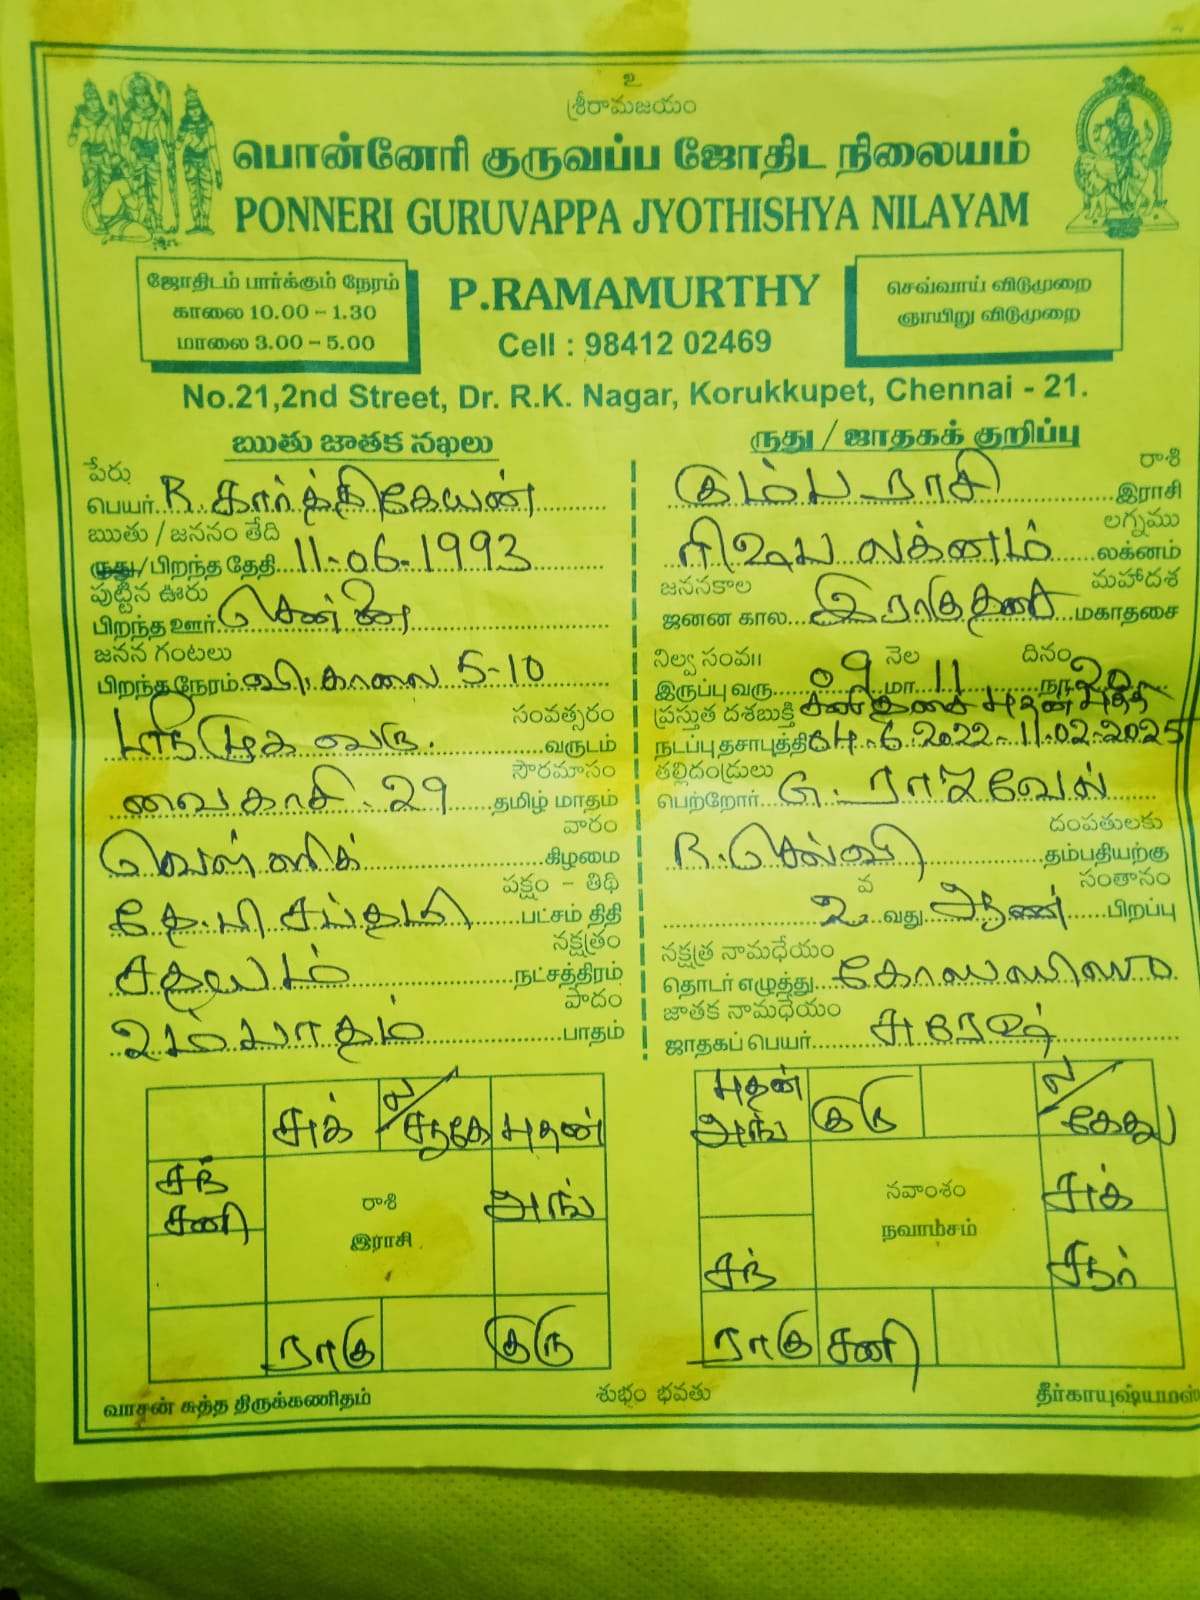 உ
శ్రీరామజయం
பொன்னேரி குருவப்ப ஜோதிட நிலையம்
PONNERI GURUVAPPA JYOTHISHYA NILAYAM
ஜோதிடம் பார்க்கும் நேரம்
காலை 10.00 – 1.30
மாலை 3.00 – 5.00
P.RAMAMURTHY
Cell : 98412 02469
செவ்வாய் விடுமுறை
ஞாயிறு விடுமுறை
No.21,2nd Street, Dr. R.K. Nagar, Korukkupet, Chennai - 21.
ఋతు జాతక నఖలు
పేరు
பெயர் R. கார்த்திகேயன்
ఋతు / జననం తేది
ருது/பிறந்த தேதி 11-06-1993
పుట్టిన ఊరు
பிறந்த ஊர் சென்னை
జనన గంటలు
பிறந்தநேரம் வி.காலை 5-10
సంవత్సరం
வருடம்
సౌరమాసం
வைகாசி - 29 தமிழ் மாதம்
వారం
வெள்ளிக் கிழமை
పక్షం - తిథి
தே.பி சப்தமி பட்சம் திதி
నక్షత్రం
சதயம் நட்சத்திரம்
పాదం
2ம் பாதம் பாதம்
ருது / ஜாதகக் குறிப்பு
రాశి
கும்ப ராசி இராசி
లగ్నము
ரிஷப லக்னம் லக்னம்
జననకాల మహాదశ
ஜனன கால இராகுதசை மகாதசை
నిల్వ సంవ॥ నెల దినం
இருப்பு வரு 09 மா 11 நா 20
ప్రస్తుత దశభుక్తి சனி தசை புதன் புத்தி
நடப்பு தசாபுத்தி 04-6-2022-11-02-2025
తల్లిదండ్రులు
பெற்றோர் G. ராஜவேல்
దంపతులకు
R. செல்வி தம்பதியற்கு
వ సంతానం
2 வது ஆண் பிறப்பு
నక్షత్ర నామధేయం
தொடர் எழுத்து
జాతక నామధేయం
ஜாதகப் பெயர் சுரேஷ்
சுக்
ல/
சூ கே
புதன்
சந்
சனி
రాశి
இராசி
அங்
ராகு
குரு
புதன்
அங்
குரு
ல/
கேது
నవాంశం
நவாம்சம்
சுக்
சந்
சூர்
ராகு
சனி
வாசன் சுத்த திருக்கணிதம்
శుభం భవతు
தீர்காயுஷ்யமஸ்